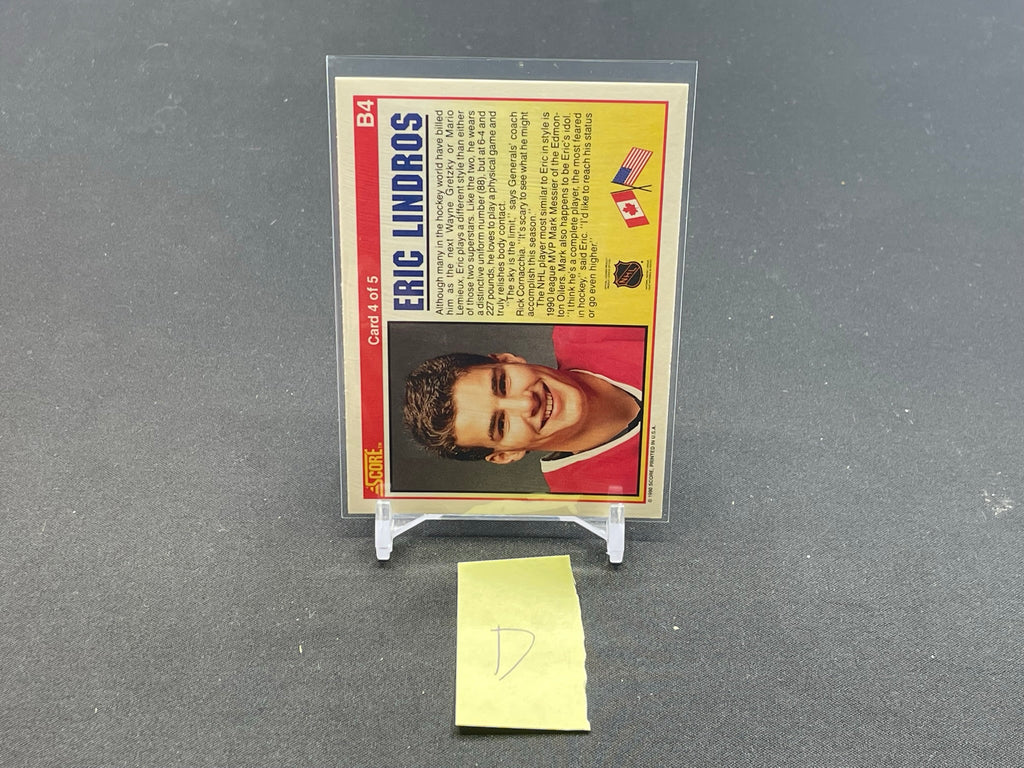 SCORE™
Card 4 of 5
B4
ERIC LINDROS
Although many in the hockey world have billed
him as the next Wayne Gretzky or Mario
Lemieux, Eric plays a different style than either
of those two superstars. Like the two, he wears
a distinctive uniform number (88), but at 6-4 and
227 pounds, he loves to play a physical game and
truly relishes body contact.
"The sky is the limit," says Generals' coach
Rick Cornacchia. "It's scary to see what he might
accomplish this season."
The NHL player most similar to Eric in style is
1990 league MVP Mark Messier of the Edmon-
ton Oilers. Mark also happens to be Eric's idol.
"I think he's a complete player, the most feared
in hockey," said Eric. "I'd like to reach his status
or go even higher"
NHL
© 1990 SCORE, PRINTED IN U.S.A.
D